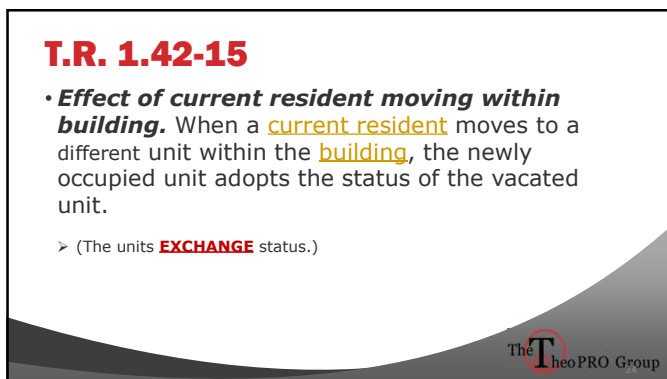 T.R. 1.42-15
• Effect of current resident moving within
building. When a current resident moves to a
different unit within the building, the newly
occupied unit adopts the status of the vacated
unit.
➢ (The units EXCHANGE status.)
The TheoPRO Group
24